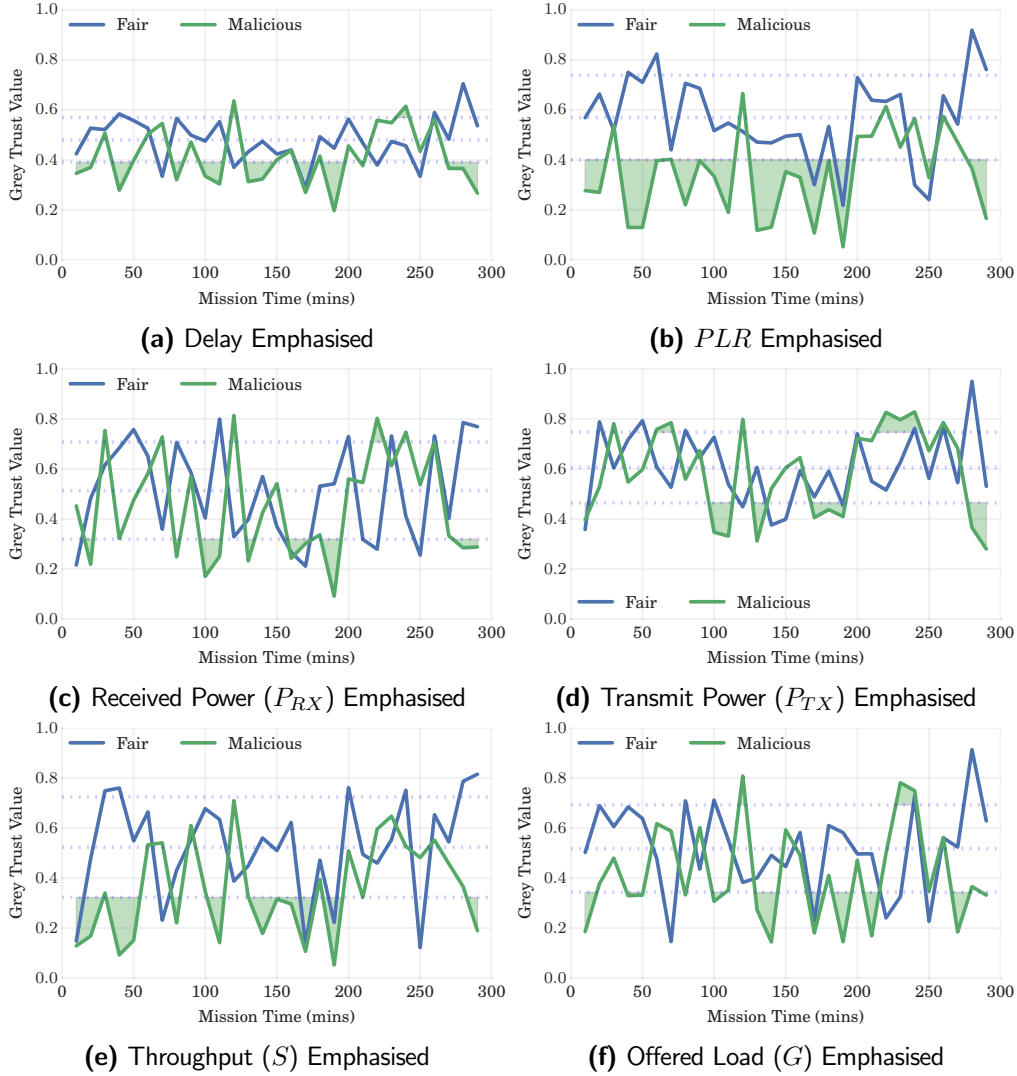 Fair Malicious
1.0
0.8
0.6
0.4
0.2
0.0
Grey Trust Value
0 50 100 150 200 250 300
Mission Time (mins)
(a) Delay Emphasised
Fair Malicious
1.0
0.8
0.6
0.4
0.2
0.0
Grey Trust Value
0 50 100 150 200 250 300
Mission Time (mins)
(b) PLR Emphasised
Fair Malicious
1.0
0.8
0.6
0.4
0.2
0.0
Grey Trust Value
0 50 100 150 200 250 300
Mission Time (mins)
(c) Received Power (P_{RX}) Emphasised
1.0
0.8
0.6
0.4
0.2
0.0
Grey Trust Value
Fair Malicious
0 50 100 150 200 250 300
Mission Time (mins)
(d) Transmit Power (P_{TX}) Emphasised
Fair Malicious
1.0
0.8
0.6
0.4
0.2
0.0
Grey Trust Value
0 50 100 150 200 250 300
Mission Time (mins)
(e) Throughput (S) Emphasised
Fair Malicious
1.0
0.8
0.6
0.4
0.2
0.0
Grey Trust Value
0 50 100 150 200 250 300
Mission Time (mins)
(f) Offered Load (G) Emphasised